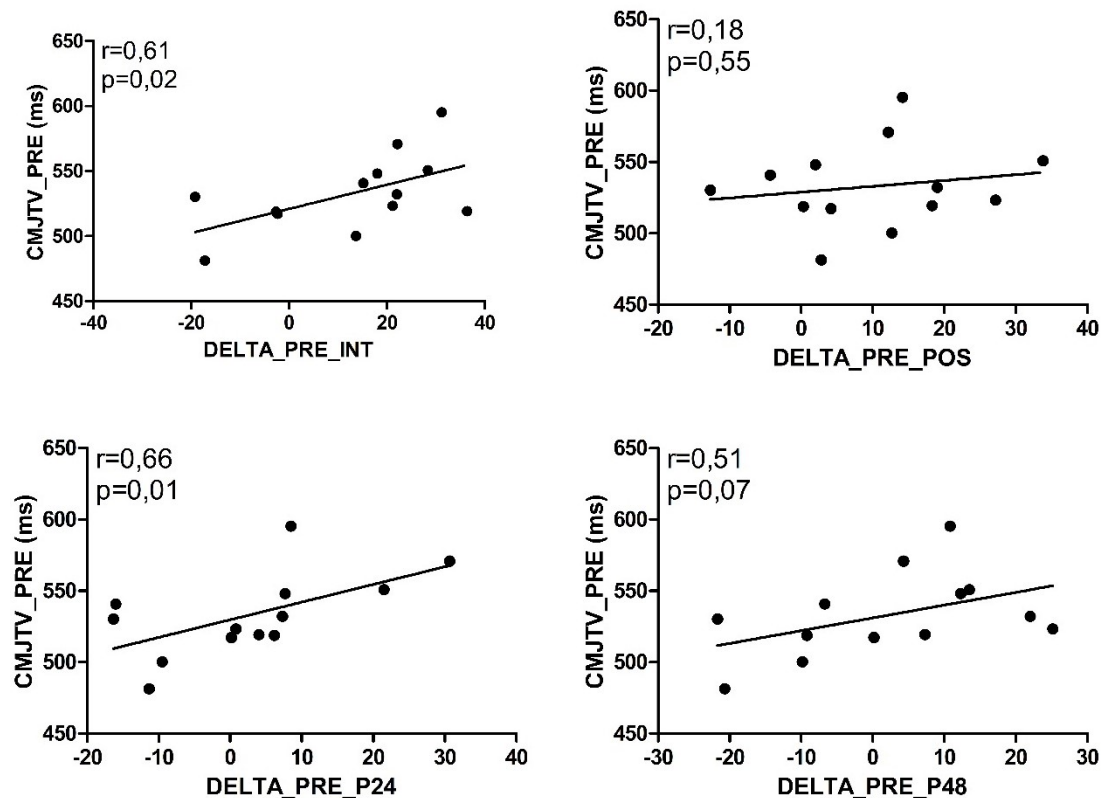 650
r=0,61
p=0,02
600
550
500
450
CMJTV_PRE (ms)
-40
-20
0
20
40
DELTA_PRE_INT
650
r=0,18
p=0,55
600
550
500
450
CMJTV_PRE (ms)
-20
-10
0
10
20
30
40
DELTA_PRE_POS
650
r=0,66
p=0,01
600
550
500
450
CMJTV_PRE (ms)
-20
-10
0
10
20
30
40
DELTA_PRE_P24
650
r=0,51
p=0,07
600
550
500
450
CMJTV_PRE (ms)
-30
-20
-10
0
10
20
30
DELTA_PRE_P48